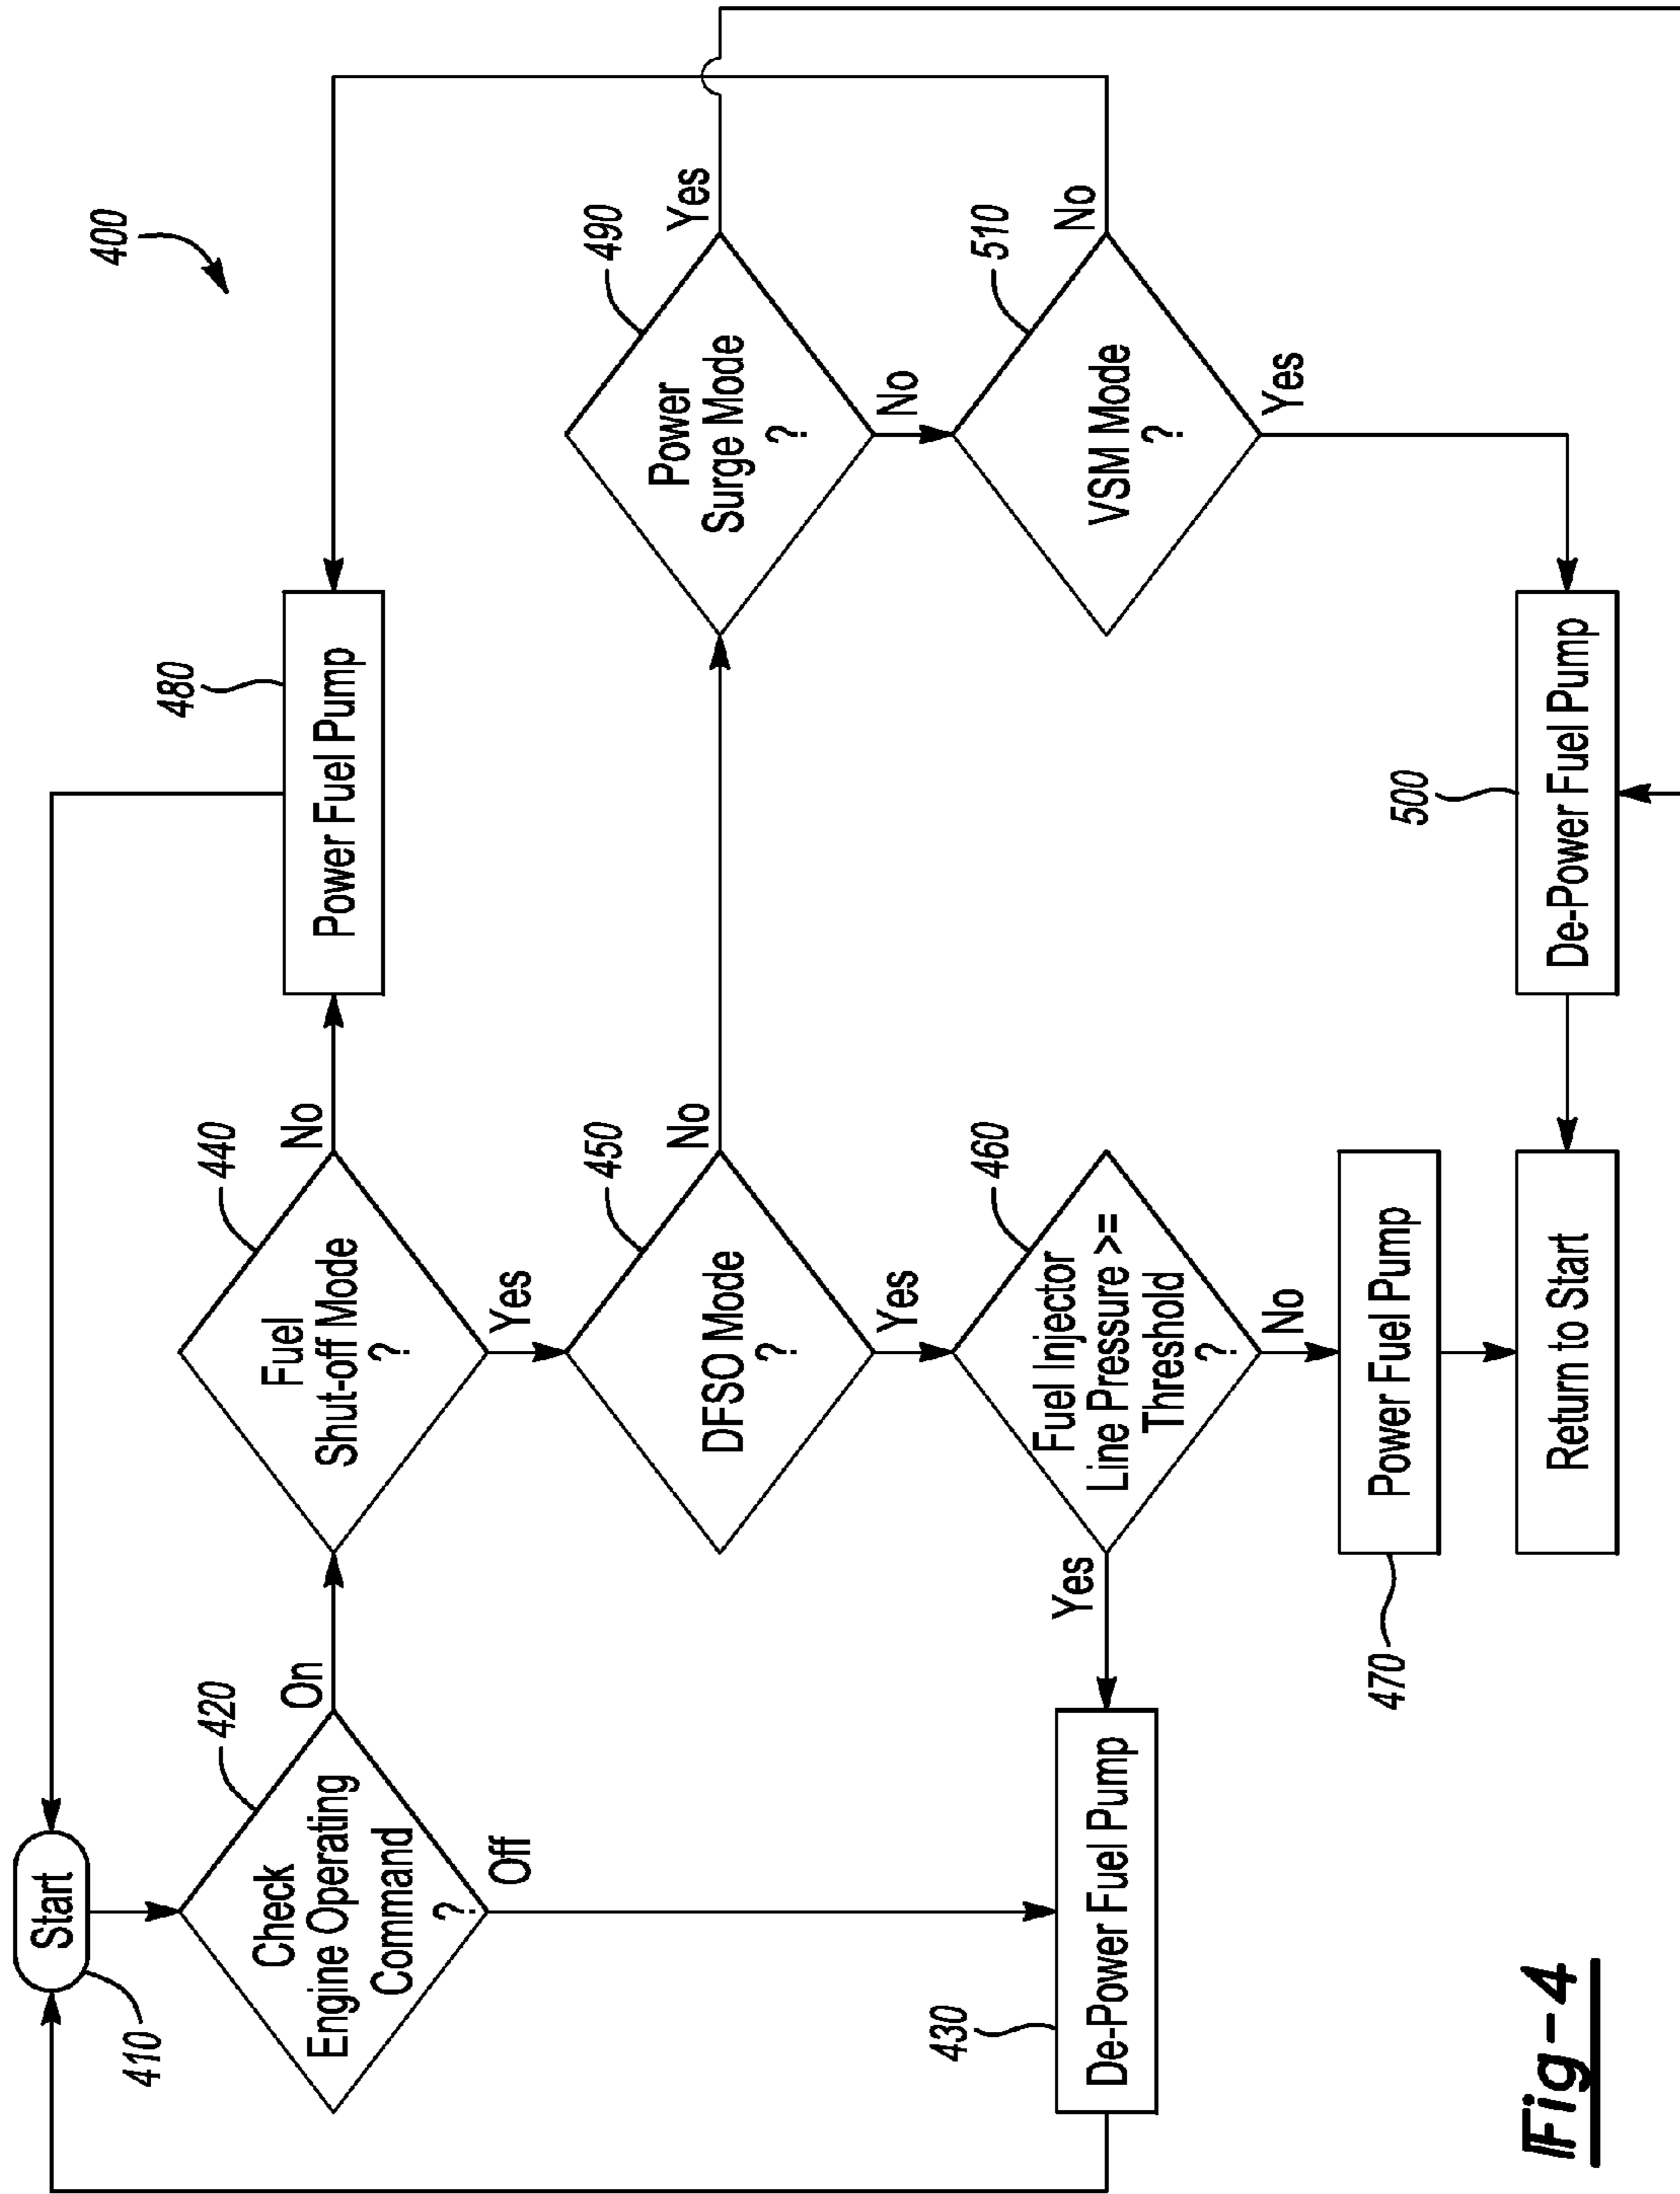 400
Start
410
Check
Engine Operating
Command
?
420
On
Off
Fuel
Shut-off Mode
?
440
No
Yes
Power Fuel Pump
480
DFSO Mode
?
450
No
Yes
Power
Surge Mode
?
490
Yes
No
De-Power Fuel Pump
430
Yes
Fuel Injector
Line Pressure >=
Threshold
?
460
No
VSM Mode
?
510
No
Yes
Power Fuel Pump
470
Return to Start
De-Power Fuel Pump
500
Fig-4